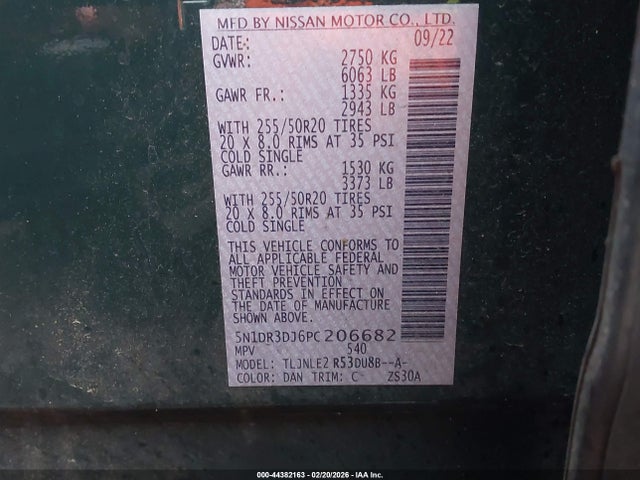 MFD BY NISSAN MOTOR CO., LTD.
DATE: 09/22
GVWR: 2750 KG
6063 LB
GAWR FR.: 1335 KG
2943 LB
WITH 255/50R20 TIRES
20 X 8.0 RIMS AT 35 PSI
COLD SINGLE
GAWR RR.: 1530 KG
3373 LB
WITH 255/50R20 TIRES
20 X 8.0 RIMS AT 35 PSI
COLD SINGLE
THIS VEHICLE CONFORMS TO
ALL APPLICABLE FEDERAL
MOTOR VEHICLE SAFETY AND
THEFT PREVENTION
STANDARDS IN EFFECT ON
THE DATE OF MANUFACTURE
SHOWN ABOVE.
5N1DR3DJ6PC206682
MPV 540
MODEL: TLJNLE2 R53DU8B--A-
COLOR: DAN TRIM: C ZS30A
000-44382163 - 02/20/2026 - IAA Inc.